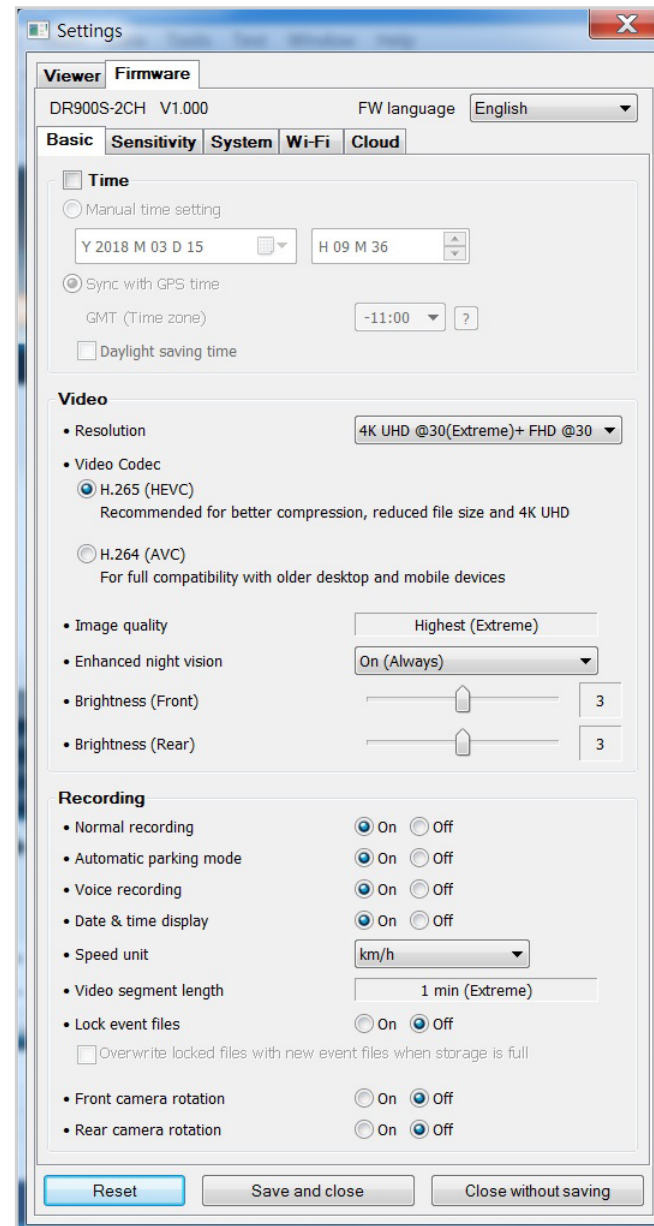 Settings
Viewer Firmware
DR900S-2CH V1.000 FW language English
Basic Sensitivity System Wi-Fi Cloud
Time
Manual time setting
Y 2018 M 03 D 15 H 09 M 36
Sync with GPS time
GMT (Time zone) -11:00 ?
Daylight saving time
Video
• Resolution 4K UHD @30(Extreme)+ FHD @30
• Video Codec
H.265 (HEVC)
Recommended for better compression, reduced file size and 4K UHD
H.264 (AVC)
For full compatibility with older desktop and mobile devices
• Image quality Highest (Extreme)
• Enhanced night vision On (Always)
• Brightness (Front) 3
• Brightness (Rear) 3
Recording
• Normal recording On Off
• Automatic parking mode On Off
• Voice recording On Off
• Date & time display On Off
• Speed unit km/h
• Video segment length 1 min (Extreme)
• Lock event files On Off
Overwrite locked files with new event files when storage is full
• Front camera rotation On Off
• Rear camera rotation On Off
Reset Save and close Close without saving